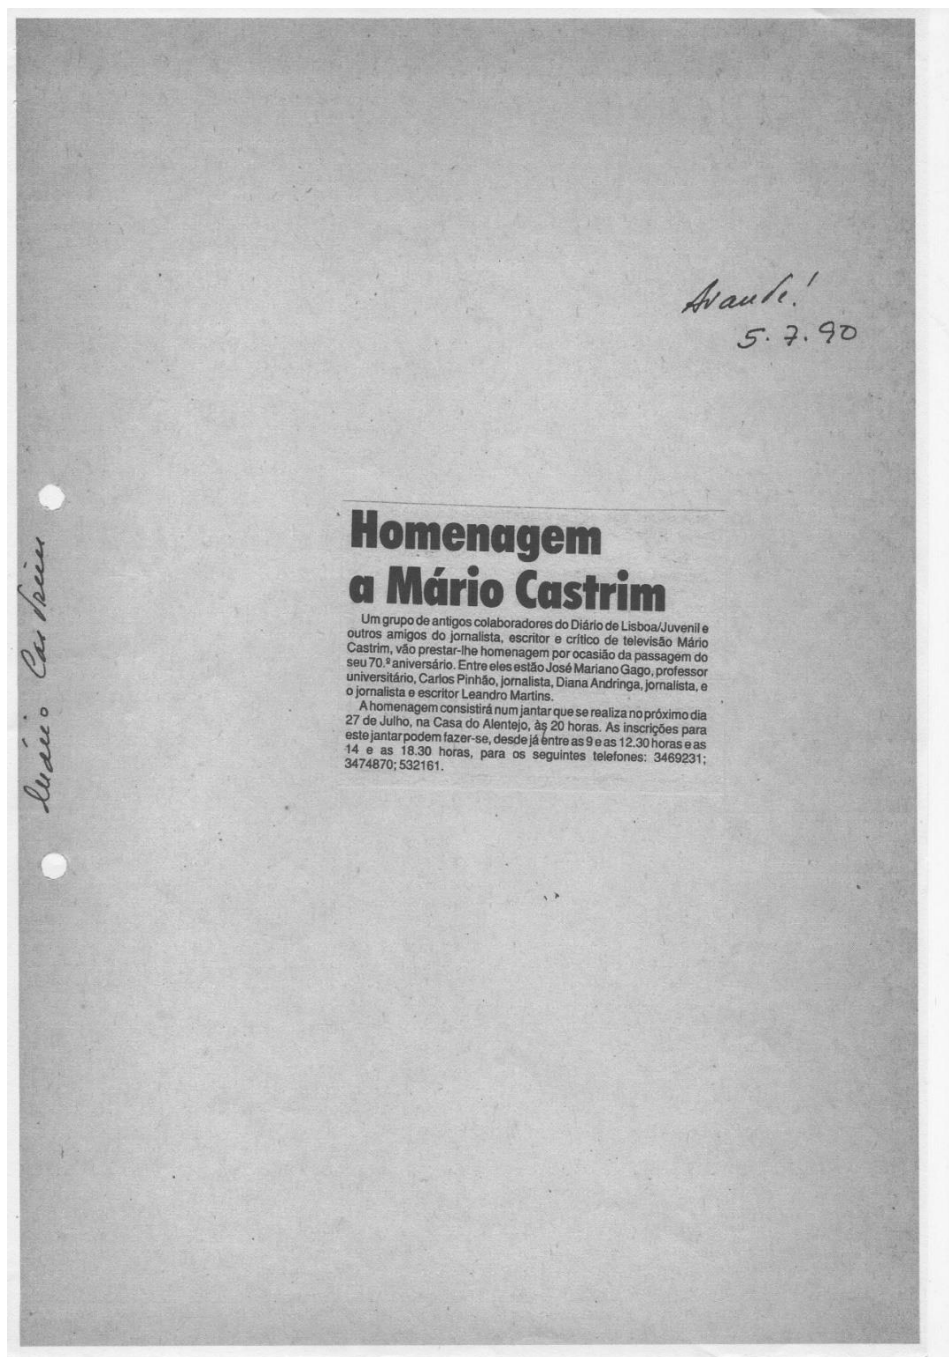 Avante!
5.7.90
Mário Castrim
Homenagem
a Mário Castrim
Um grupo de antigos colaboradores do Diário de Lisboa/Juvenil e
outros amigos do jornalista, escritor e crítico de televisão Mário
Castrim, vão prestar-lhe homenagem por ocasião da passagem do
seu 70.º aniversário. Entre eles estão José Mariano Gago, professor
universitário, Carlos Pinhão, jornalista, Diana Andringa, jornalista, e
o jornalista e escritor Leandro Martins.
A homenagem consistirá num jantar que se realiza no próximo dia
27 de Julho, na Casa do Alentejo, às 20 horas. As inscrições para
este jantar podem fazer-se, desde já entre as 9 e as 12.30 horas e as
14 e as 18.30 horas, para os seguintes telefones: 3469231;
3474870; 532161.